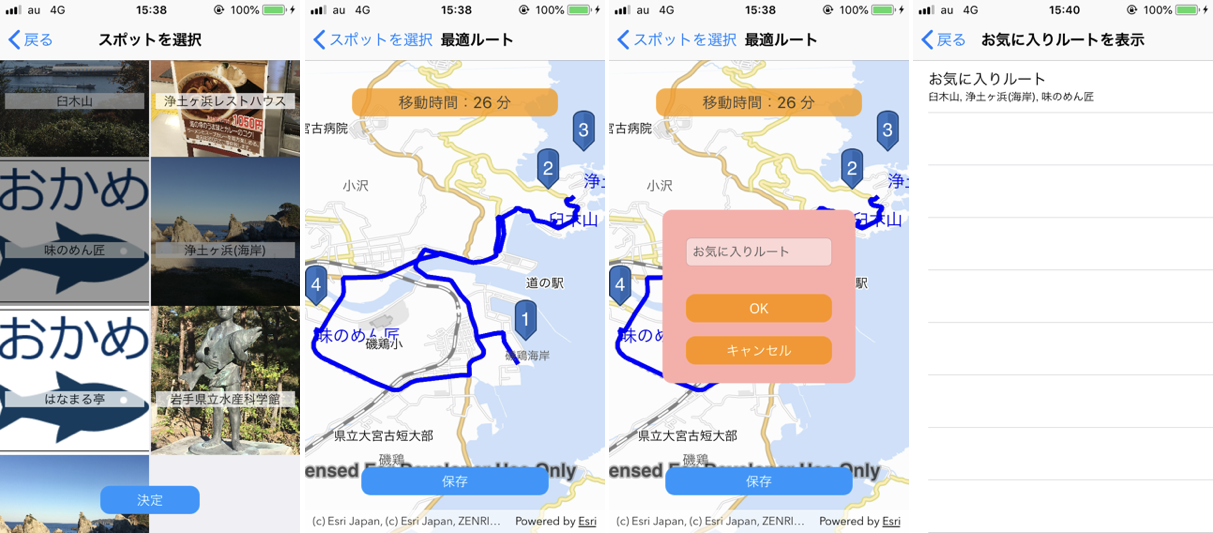 au 4G 15:38 100%
戻る スポットを選択
臼木山
浄土ヶ浜レストハウス
1050円
おかめ
味のめん匠
浄土ヶ浜(海岸)
おかめ
はなまる亭
岩手県立水産科学館
決定
au 4G 15:38 100%
スポットを選択 最適ルート
移動時間：26 分
宮古病院
3
2
小沢
浄土
臼木山
道の駅
4
1
味のめん匠
磯鶏小
磯鶏海岸
県立大宮古短大部
磯鶏
ensed Esri Developer Use Only
保存
(c) Esri Japan, (c) Esri Japan, ZENRI... Powered by Esri
au 4G 15:38 100%
スポットを選択 最適ルート
移動時間：26 分
宮古病院
3
2
小沢
浄土
臼木山
お気に入りルート
駅
4
OK
味のめ
キャンセル
県立大宮古短大部
磯鶏
ensed Esri Developer Use Only
保存
(c) Esri Japan, (c) Esri Japan, ZENRI... Powered by Esri
au 4G 15:40 100%
戻る お気に入りルートを表示
お気に入りルート
臼木山, 浄土ヶ浜(海岸), 味のめん匠